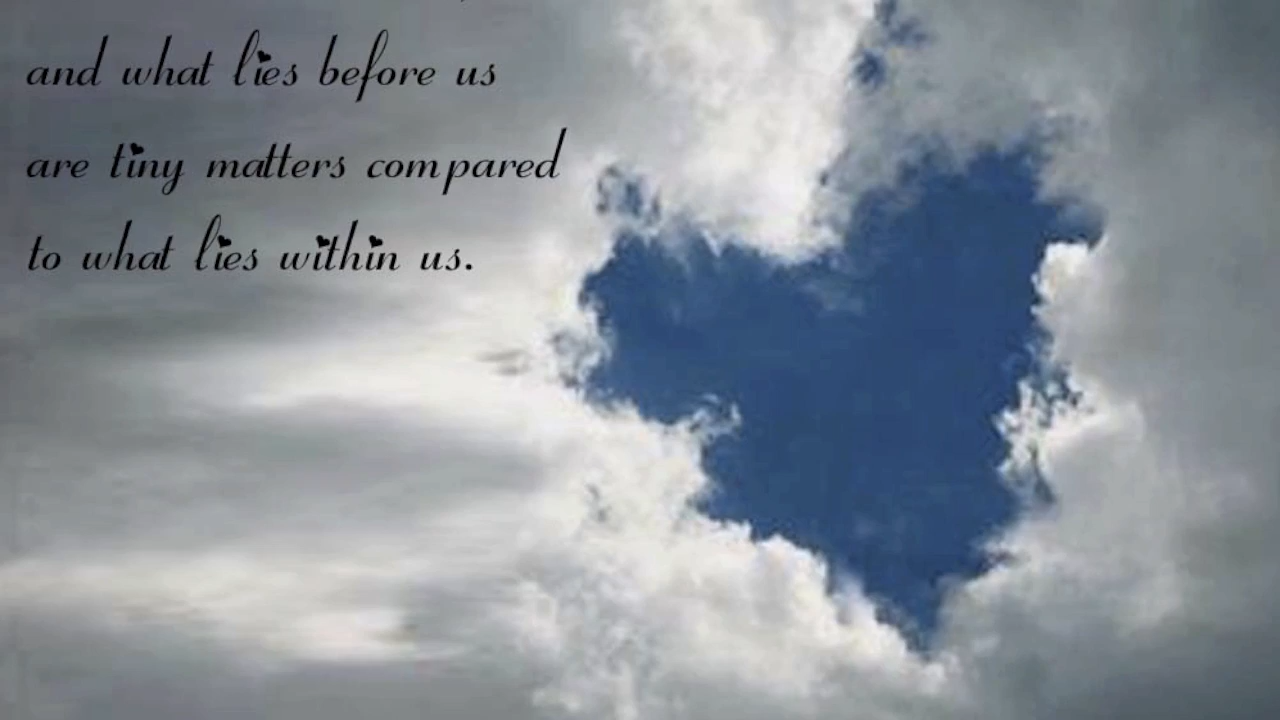 and what lies before us
are tiny matters compared
to what lies within us.